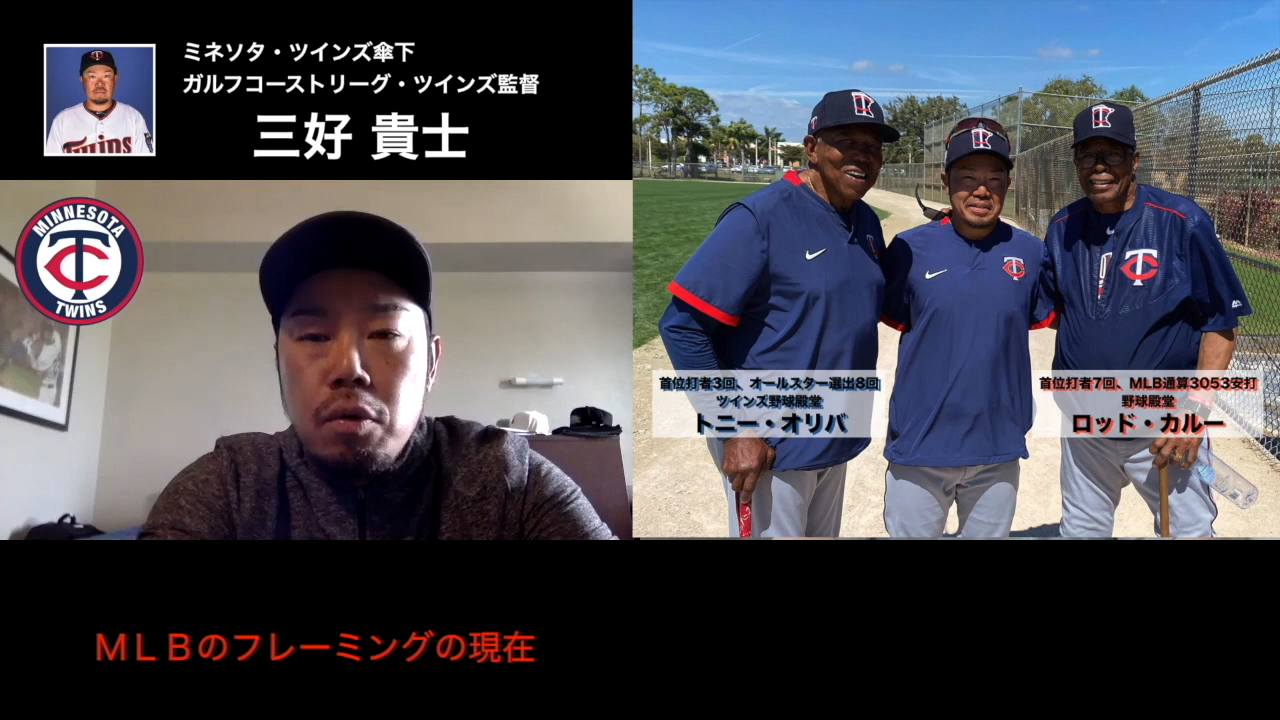 ミネソタ・ツインズ傘下
ガルフコーストリーグ・ツインズ監督
三好 貴士
Twins
MINNESOTA
TC
TWINS
首位打者3回、オールスター選出8回
ツインズ野球殿堂
トニー・オリバ
首位打者7回、MLB通算3053安打
野球殿堂
ロッド・カルー
ＭＬＢのフレーミングの現在